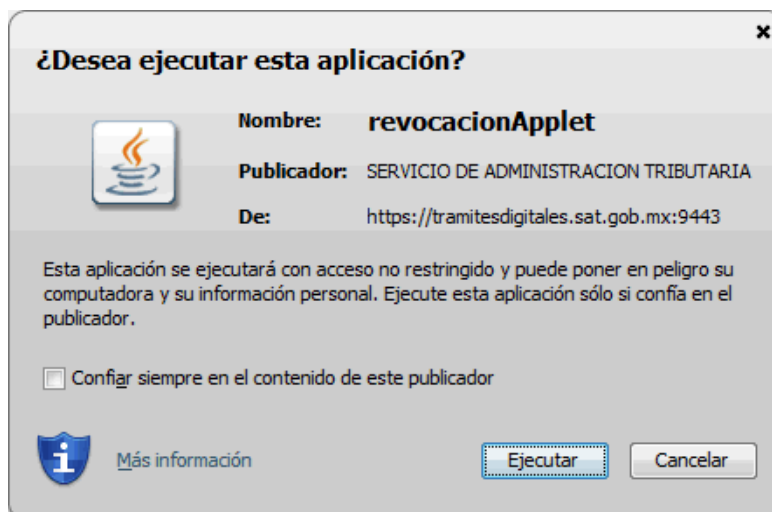 ¿Desea ejecutar esta aplicación?
Nombre: revocacionApplet
Publicador: SERVICIO DE ADMINISTRACION TRIBUTARIA
De: https://tramitesdigitales.sat.gob.mx:9443
Esta aplicación se ejecutará con acceso no restringido y puede poner en peligro su
computadora y su información personal. Ejecute esta aplicación sólo si confía en el
publicador.
Confiar siempre en el contenido de este publicador
Más información
Ejecutar
Cancelar